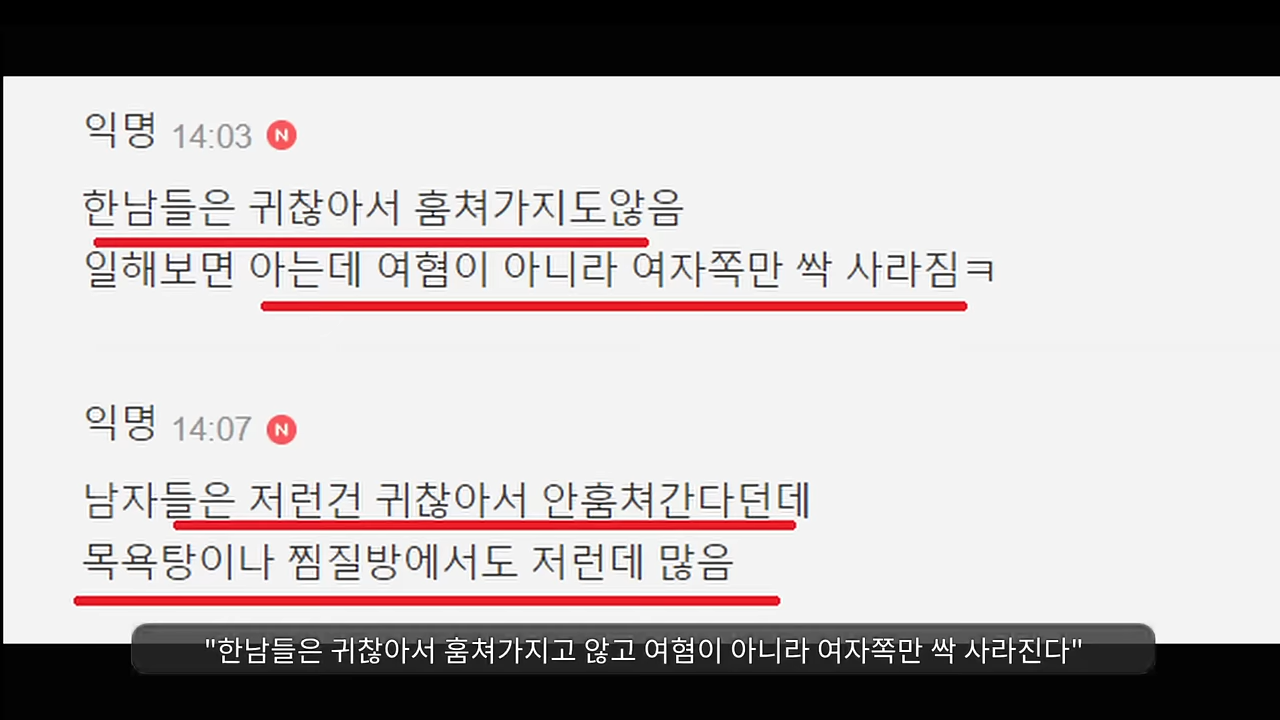 익명 14:03 N
한남들은 귀찮아서 훔쳐가지도않음
일해보면 아는데 여혐이 아니라 여자쪽만 싹 사라짐ㅋ
익명 14:07 N
남자들은 저런건 귀찮아서 안훔쳐간다던데
목욕탕이나 찜질방에서도 저런데 많음
"한남들은 귀찮아서 훔쳐가지고 않고 여혐이 아니라 여자쪽만 싹 사라진다"